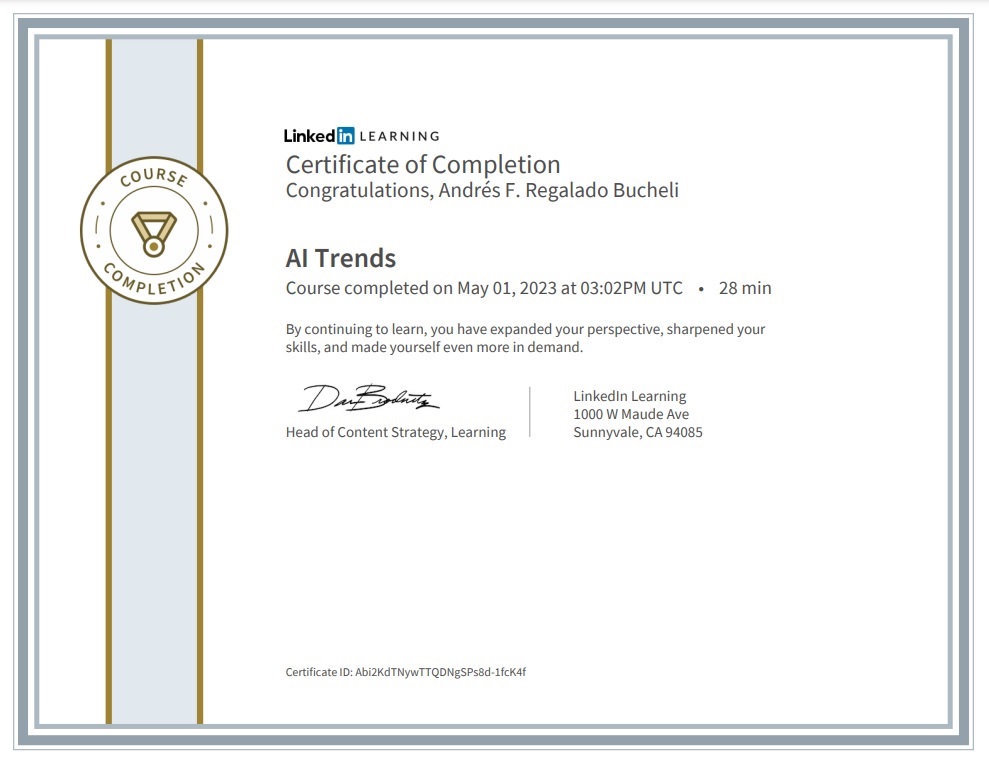 COURSE
COMPLETION
Linked in LEARNING
Certificate of Completion
Congratulations, Andrés F. Regalado Bucheli
AI Trends
Course completed on May 01, 2023 at 03:02PM UTC • 28 min
By continuing to learn, you have expanded your perspective, sharpened your
skills, and made yourself even more in demand.
Head of Content Strategy, Learning
LinkedIn Learning
1000 W Maude Ave
Sunnyvale, CA 94085
Certificate ID: Abi2KdTNywTTQDNgSPs8d-1fcK4f